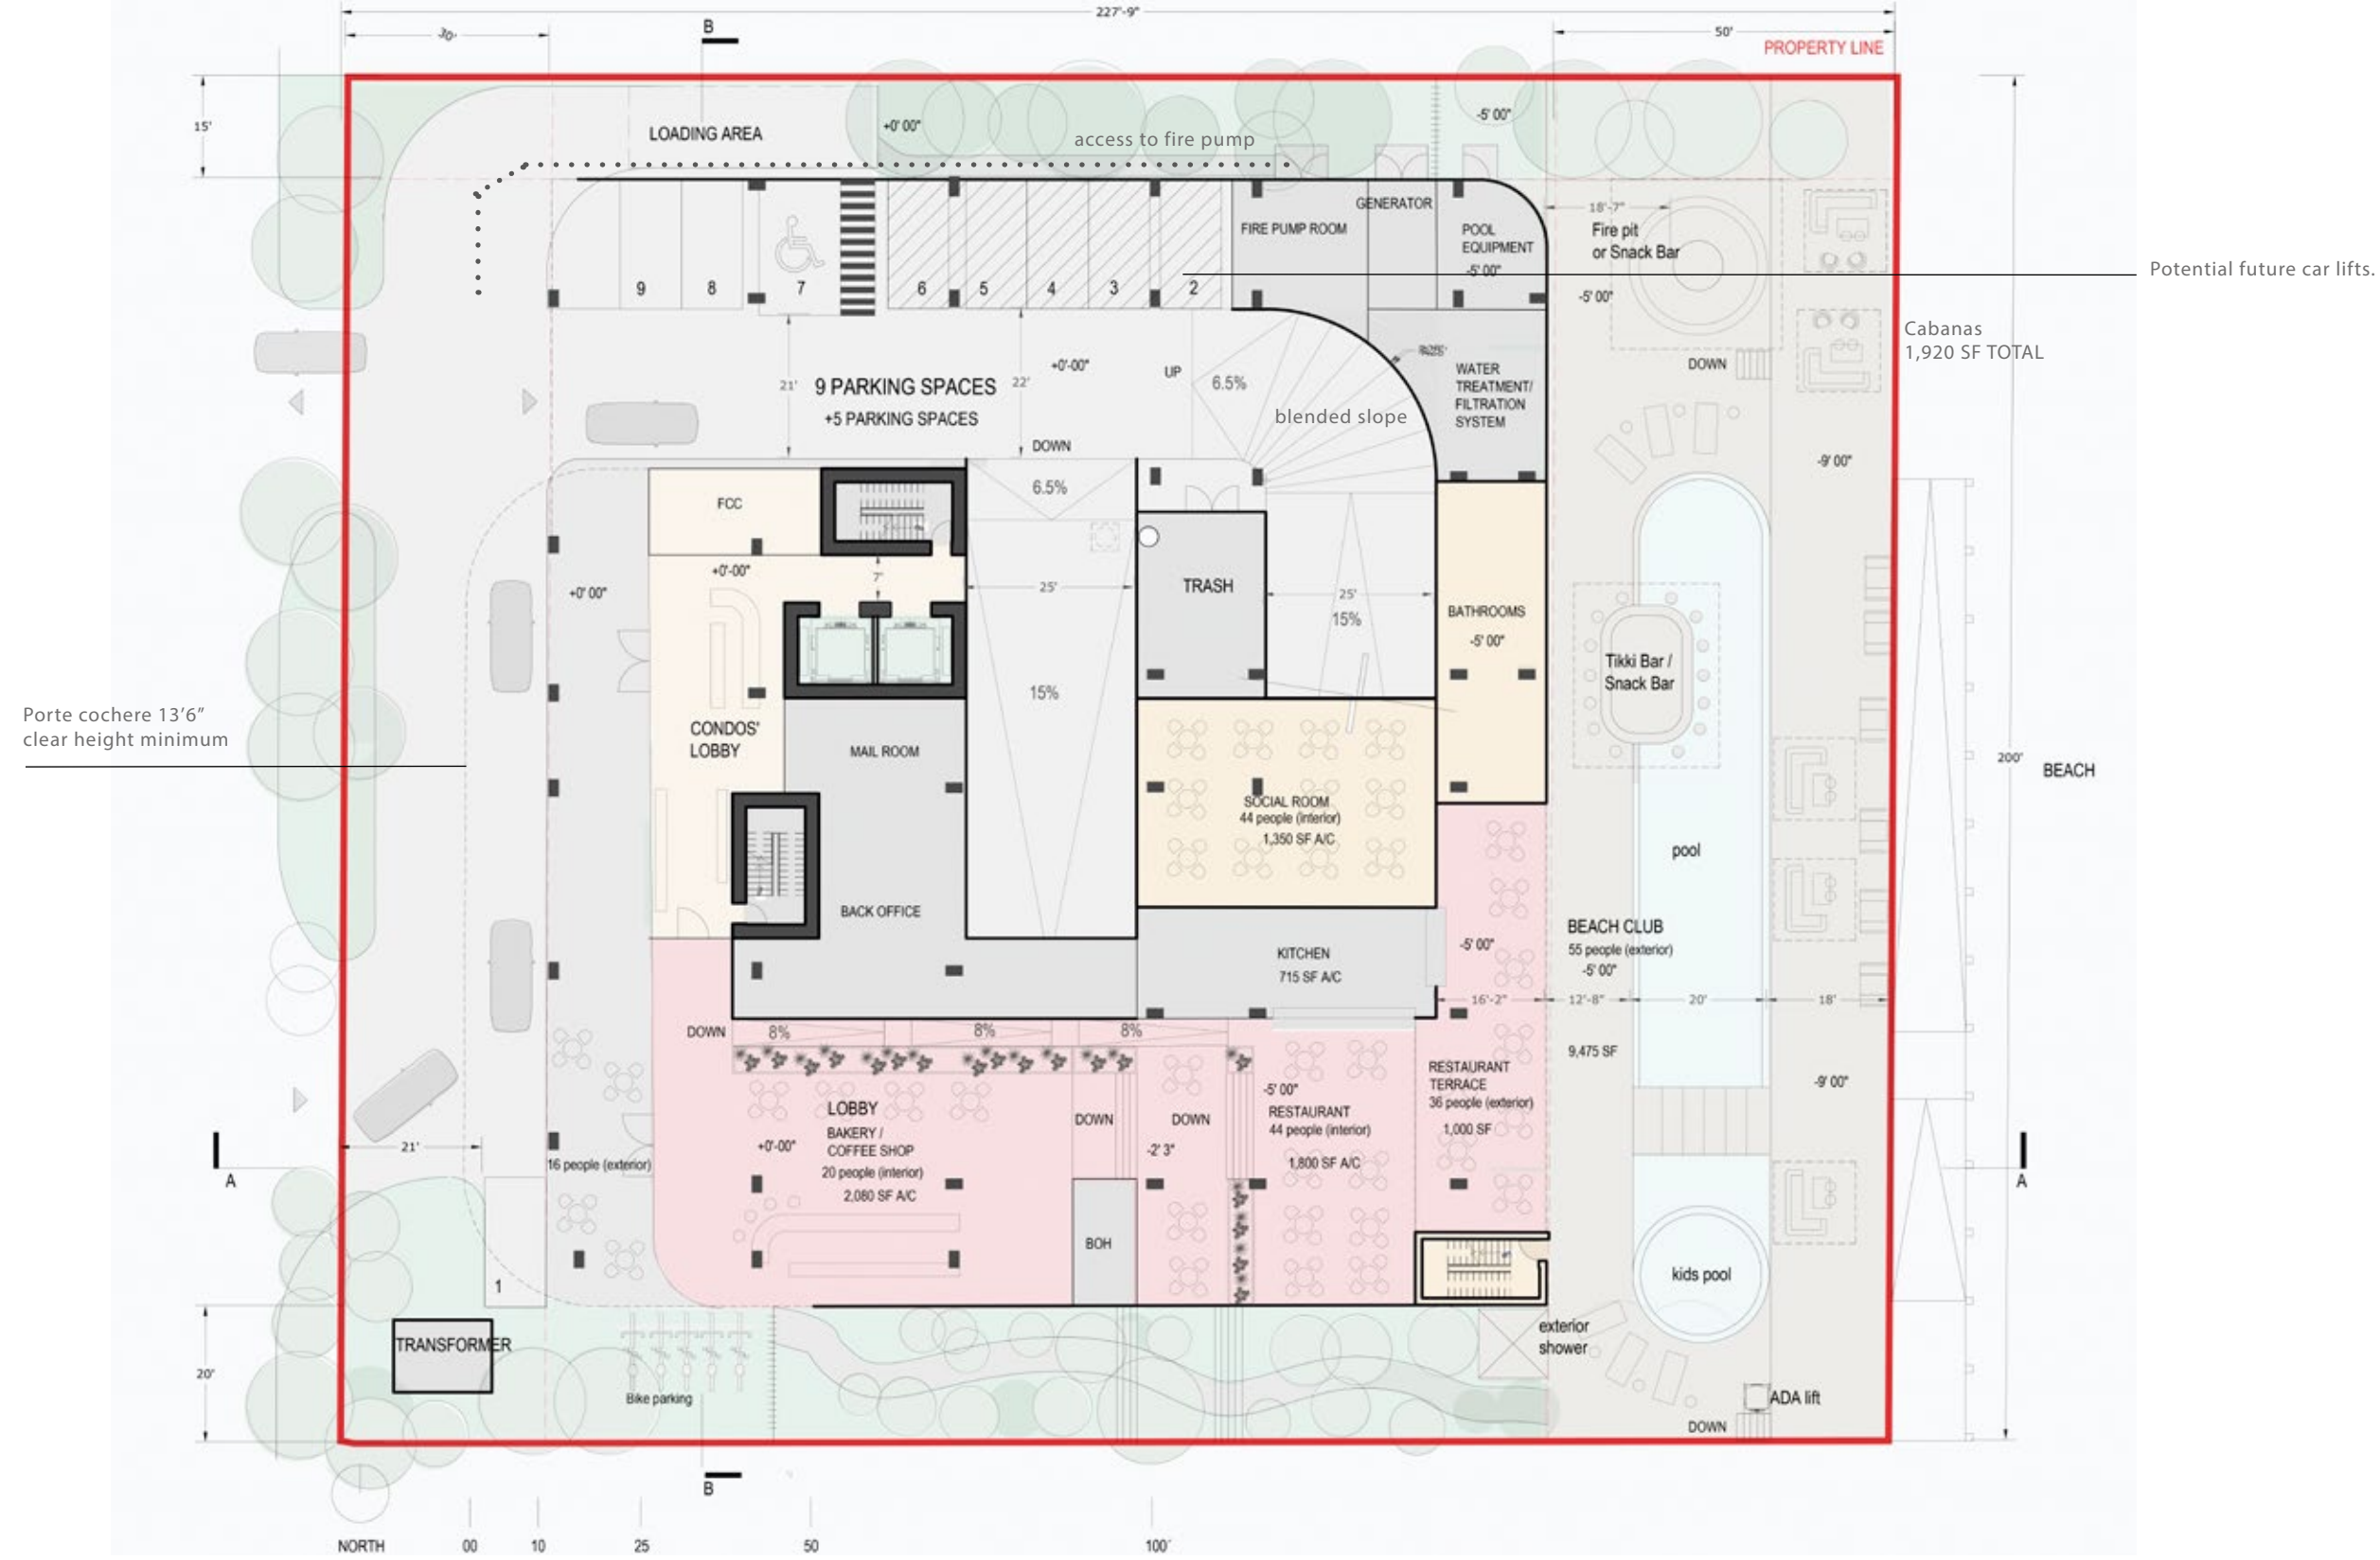 227'-9"
30'
B
50'
PROPERTY LINE
15'
LOADING AREA
+0' 00"
-5' 00"
access to fire pump
GENERATOR
FIRE PUMP ROOM
POOL
EQUIPMENT
-5' 00"
18'-7"
Fire pit
or Snack Bar
-5' 00"
Potential future car lifts.
9
8
7
6
5
4
3
2
Cabanas
1,920 SF TOTAL
21'
9 PARKING SPACES
+5 PARKING SPACES
22'
+0'-00"
UP
6.5%
blended slope
WATER
TREATMENT/
FILTRATION
SYSTEM
DOWN
DOWN
6.5%
-9' 00"
FCC
+0'-00"
7'
+0' 00"
25'
TRASH
25'
15%
BATHROOMS
-5' 00"
15%
Tikki Bar /
Snack Bar
Porte cochere 13'6"
clear height minimum
CONDOS'
LOBBY
MAIL ROOM
200'
BEACH
SOCIAL ROOM
44 people (interior)
1,350 SF A/C
pool
BACK OFFICE
KITCHEN
715 SF A/C
-5' 00"
BEACH CLUB
55 people (exterior)
-5' 00"
16'-2"
12'-8"
20'
18'
DOWN
8%
8%
8%
9,475 SF
-9' 00"
LOBBY
BAKERY /
COFFEE SHOP
20 people (interior)
2,080 SF A/C
+0'-00"
DOWN
DOWN
-2' 3"
-5' 00"
RESTAURANT
44 people (interior)
1,800 SF A/C
RESTAURANT
TERRACE
36 people (exterior)
1,000 SF
21'
16 people (exterior)
A
A
BOH
1
kids pool
TRANSFORMER
exterior
shower
20'
Bike parking
ADA lift
DOWN
B
NORTH
00
10
25
50
100'